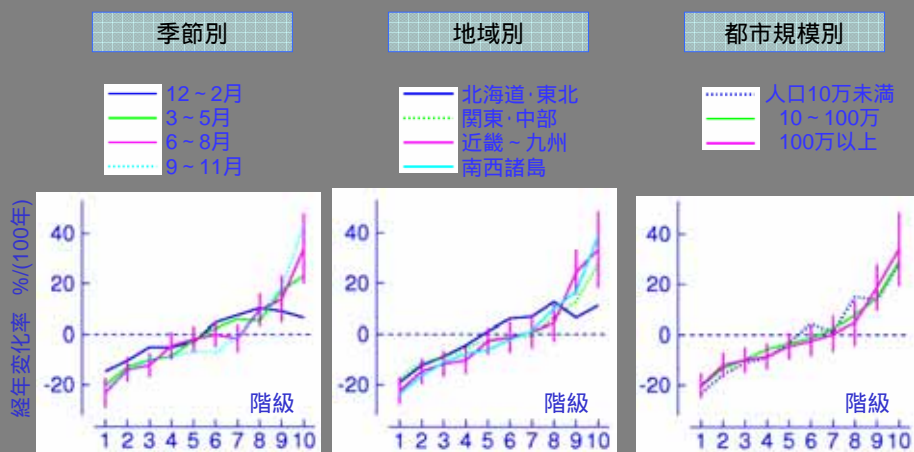 季節別
地域別
都市規模別
12~2月
3~5月
6~8月
9~11月
北海道·東北
関東·中部
近畿~九州
南西諸島
人口10万未満
10~100万
100万以上
経年変化率 %/(100年)
40
20
0
-20
階級
1 2 3 4 5 6 7 8 9 10
40
20
0
-20
階級
1 2 3 4 5 6 7 8 9 10
40
20
0
-20
階級
1 2 3 4 5 6 7 8 9 10